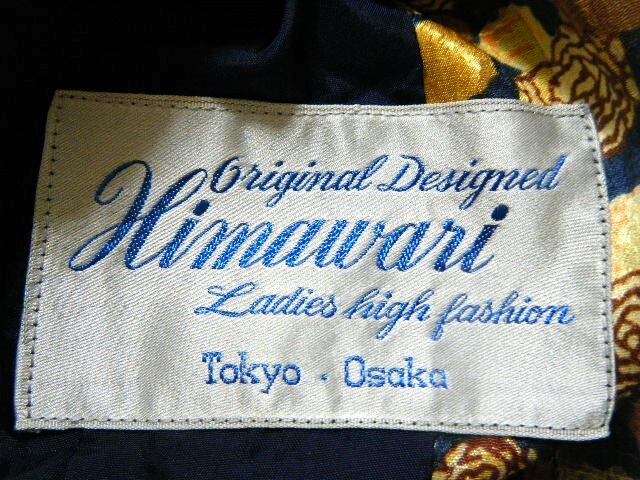 Original Designed
Himawari
Ladies high fashion
Tokyo . Osaka